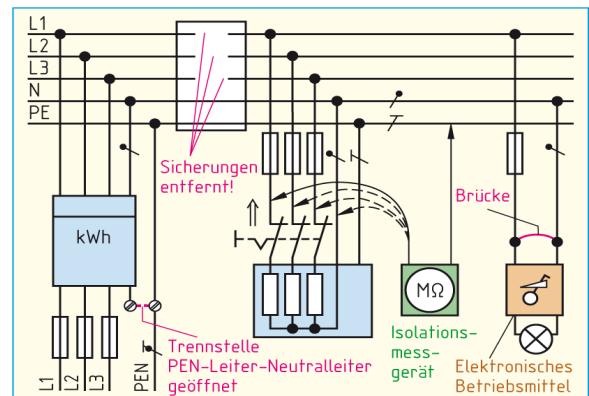 L1
L2
L3
N
PE
Sicherungen
entfernt!
Brücke
kWh
MΩ
Isolations-
mess-
gerät
Trennstelle
PEN-Leiter-Neutralleiter
geöffnet
Elektronisches
Betriebsmittel
L1
L2
L3
PEN